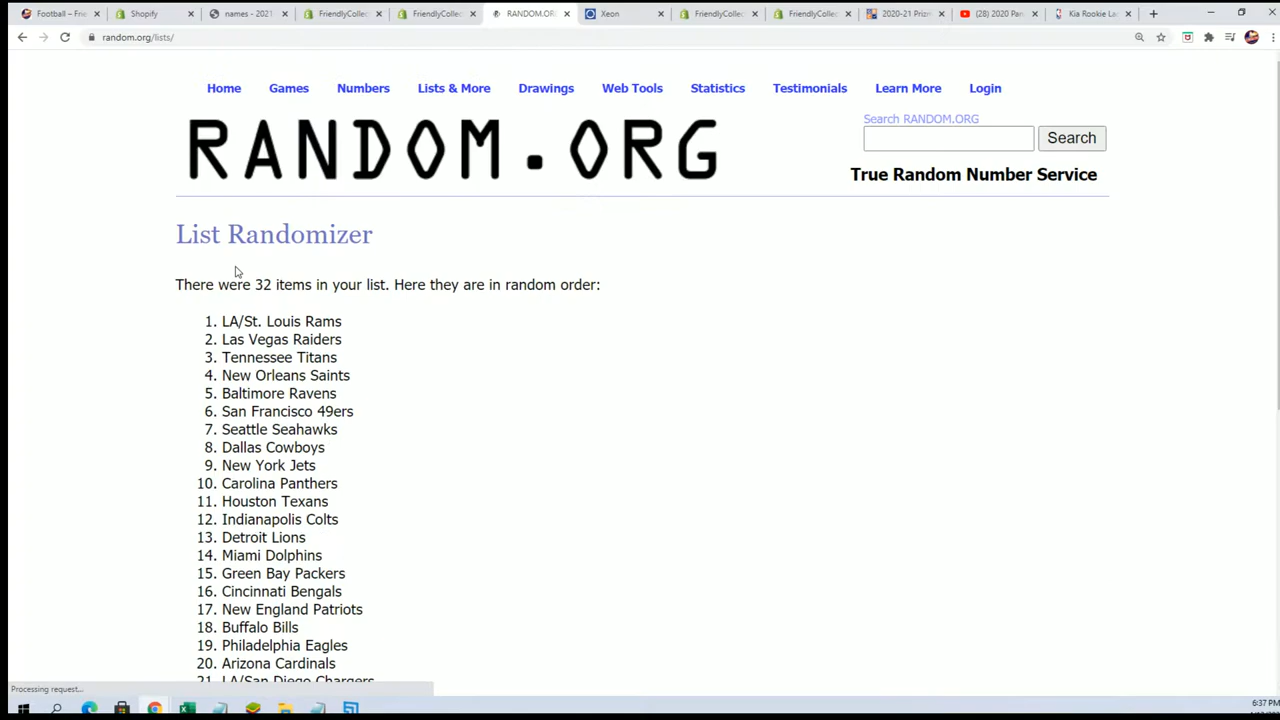 Football – Frie
Shopify
names - 2021
FriendlyCollect
FriendlyCollect
RANDOM.OR
Xeon
FriendlyCollec
FriendlyCollec
2020-21 Prizm
(28) 2020 Pan
Kia Rookie La
random.org/lists/
Home Games Numbers Lists & More Drawings Web Tools Statistics Testimonials Learn More Login
RANDOM.ORG
Search RANDOM.ORG
Search
True Random Number Service
List Randomizer
There were 32 items in your list. Here they are in random order:
1. LA/St. Louis Rams
2. Las Vegas Raiders
3. Tennessee Titans
4. New Orleans Saints
5. Baltimore Ravens
6. San Francisco 49ers
7. Seattle Seahawks
8. Dallas Cowboys
9. New York Jets
10. Carolina Panthers
11. Houston Texans
12. Indianapolis Colts
13. Detroit Lions
14. Miami Dolphins
15. Green Bay Packers
16. Cincinnati Bengals
17. New England Patriots
18. Buffalo Bills
19. Philadelphia Eagles
20. Arizona Cardinals
21. LA/San Diego Chargers
Processing request...
6:37 PM